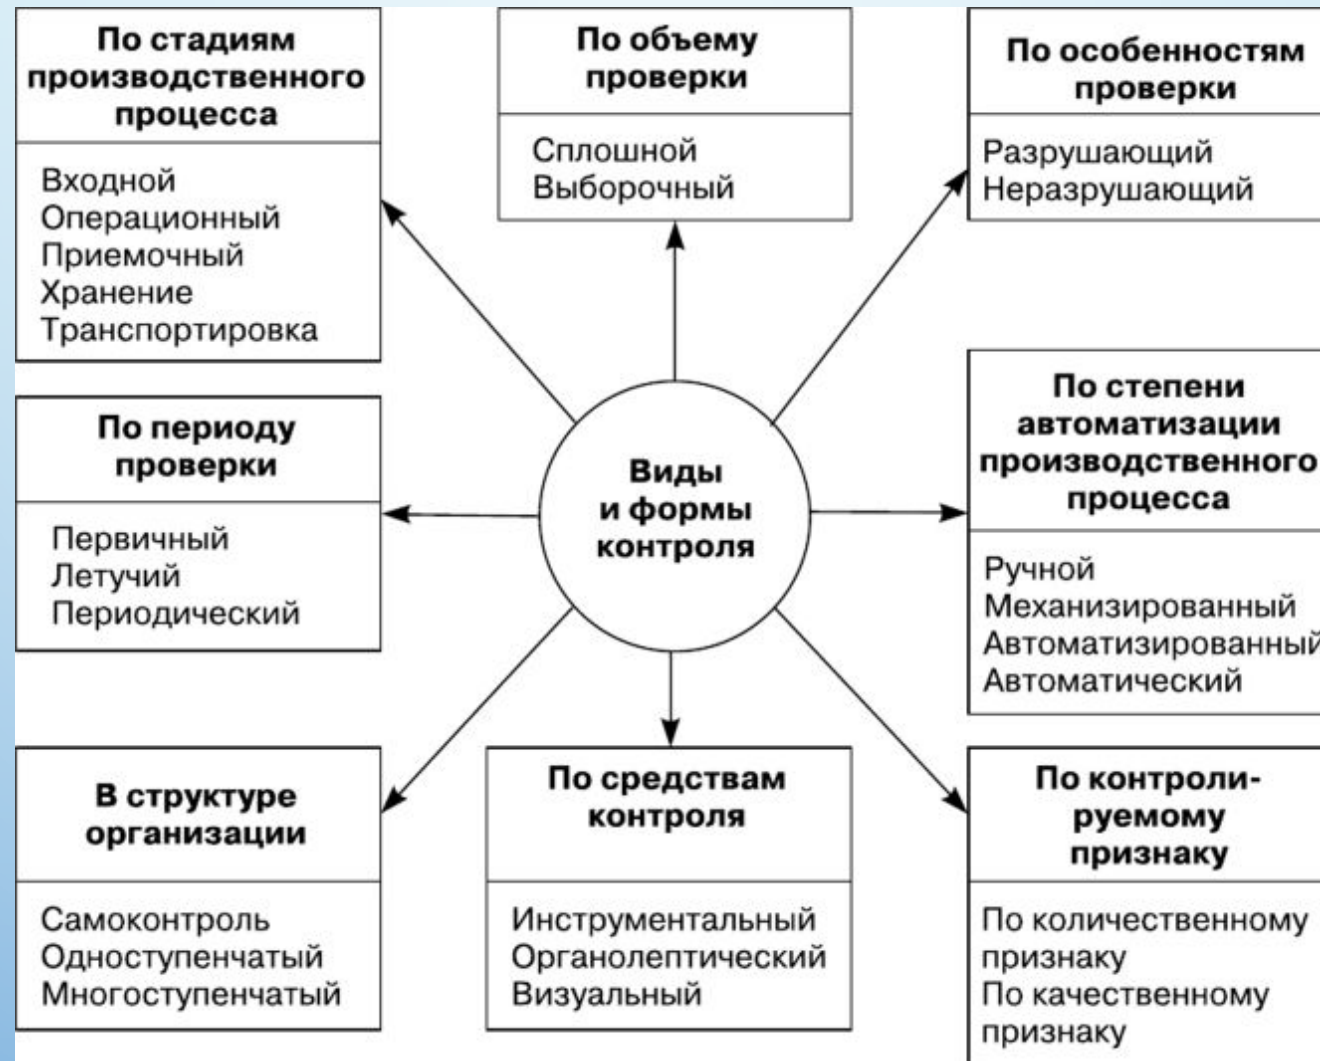 По стадиям
производственного
процесса
Входной
Операционный
Приемочный
Хранение
Транспортировка
По объему
проверки
Сплошной
Выборочный
По особенностям
проверки
Разрушающий
Неразрушающий
По периоду
проверки
Первичный
Летучий
Периодический
Виды
и формы
контроля
По степени
автоматизации
производственного
процесса
Ручной
Механизированный
Автоматизированный
Автоматический
В структуре
организации
Самоконтроль
Одноступенчатый
Многоступенчатый
По средствам
контроля
Инструментальный
Органолептический
Визуальный
По контроли-
руемому
признаку
По количественному
признаку
По качественному
признаку